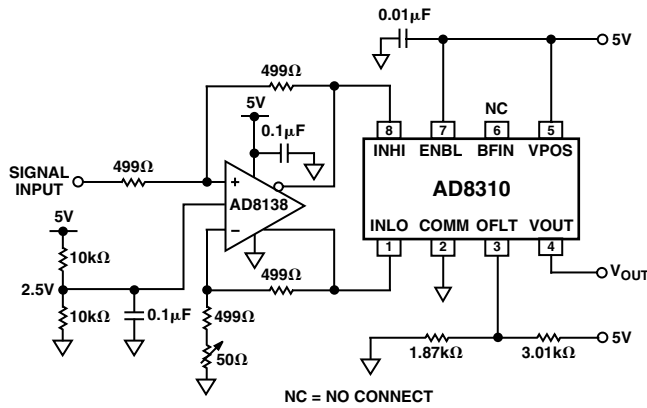 0.01µF
5V
499Ω
5V
0.1µF
NC
8
7
6
5
INHI
ENBL
BFIN
VPOS
SIGNAL
INPUT
499Ω
+
AD8138
−
AD8310
5V
10kΩ
2.5V
10kΩ
0.1µF
499Ω
499Ω
50Ω
INLO
COMM
OFLT
VOUT
1
2
3
4
VOUT
1.87kΩ
3.01kΩ
5V
NC = NO CONNECT